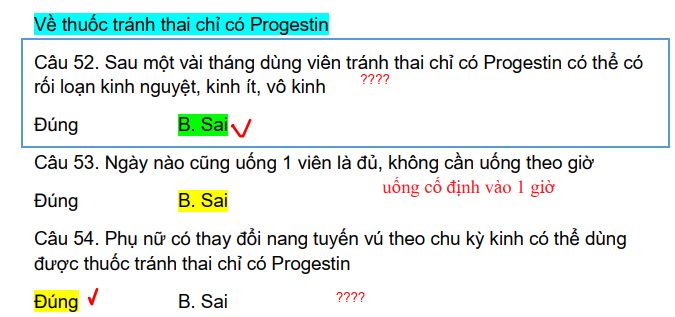 Về thuốc tránh thai chỉ có Progestin
Câu 52. Sau một vài tháng dùng viên tránh thai chỉ có Progestin có thể có
rối loạn kinh nguyệt, kinh ít, vô kinh ????
Đúng B. Sai
Câu 53. Ngày nào cũng uống 1 viên là đủ, không cần uống theo giờ
uống cố định vào 1 giờ
Đúng B. Sai
Câu 54. Phụ nữ có thay đổi nang tuyến vú theo chu kỳ kinh có thể dùng
được thuốc tránh thai chỉ có Progestin
Đúng B. Sai ????